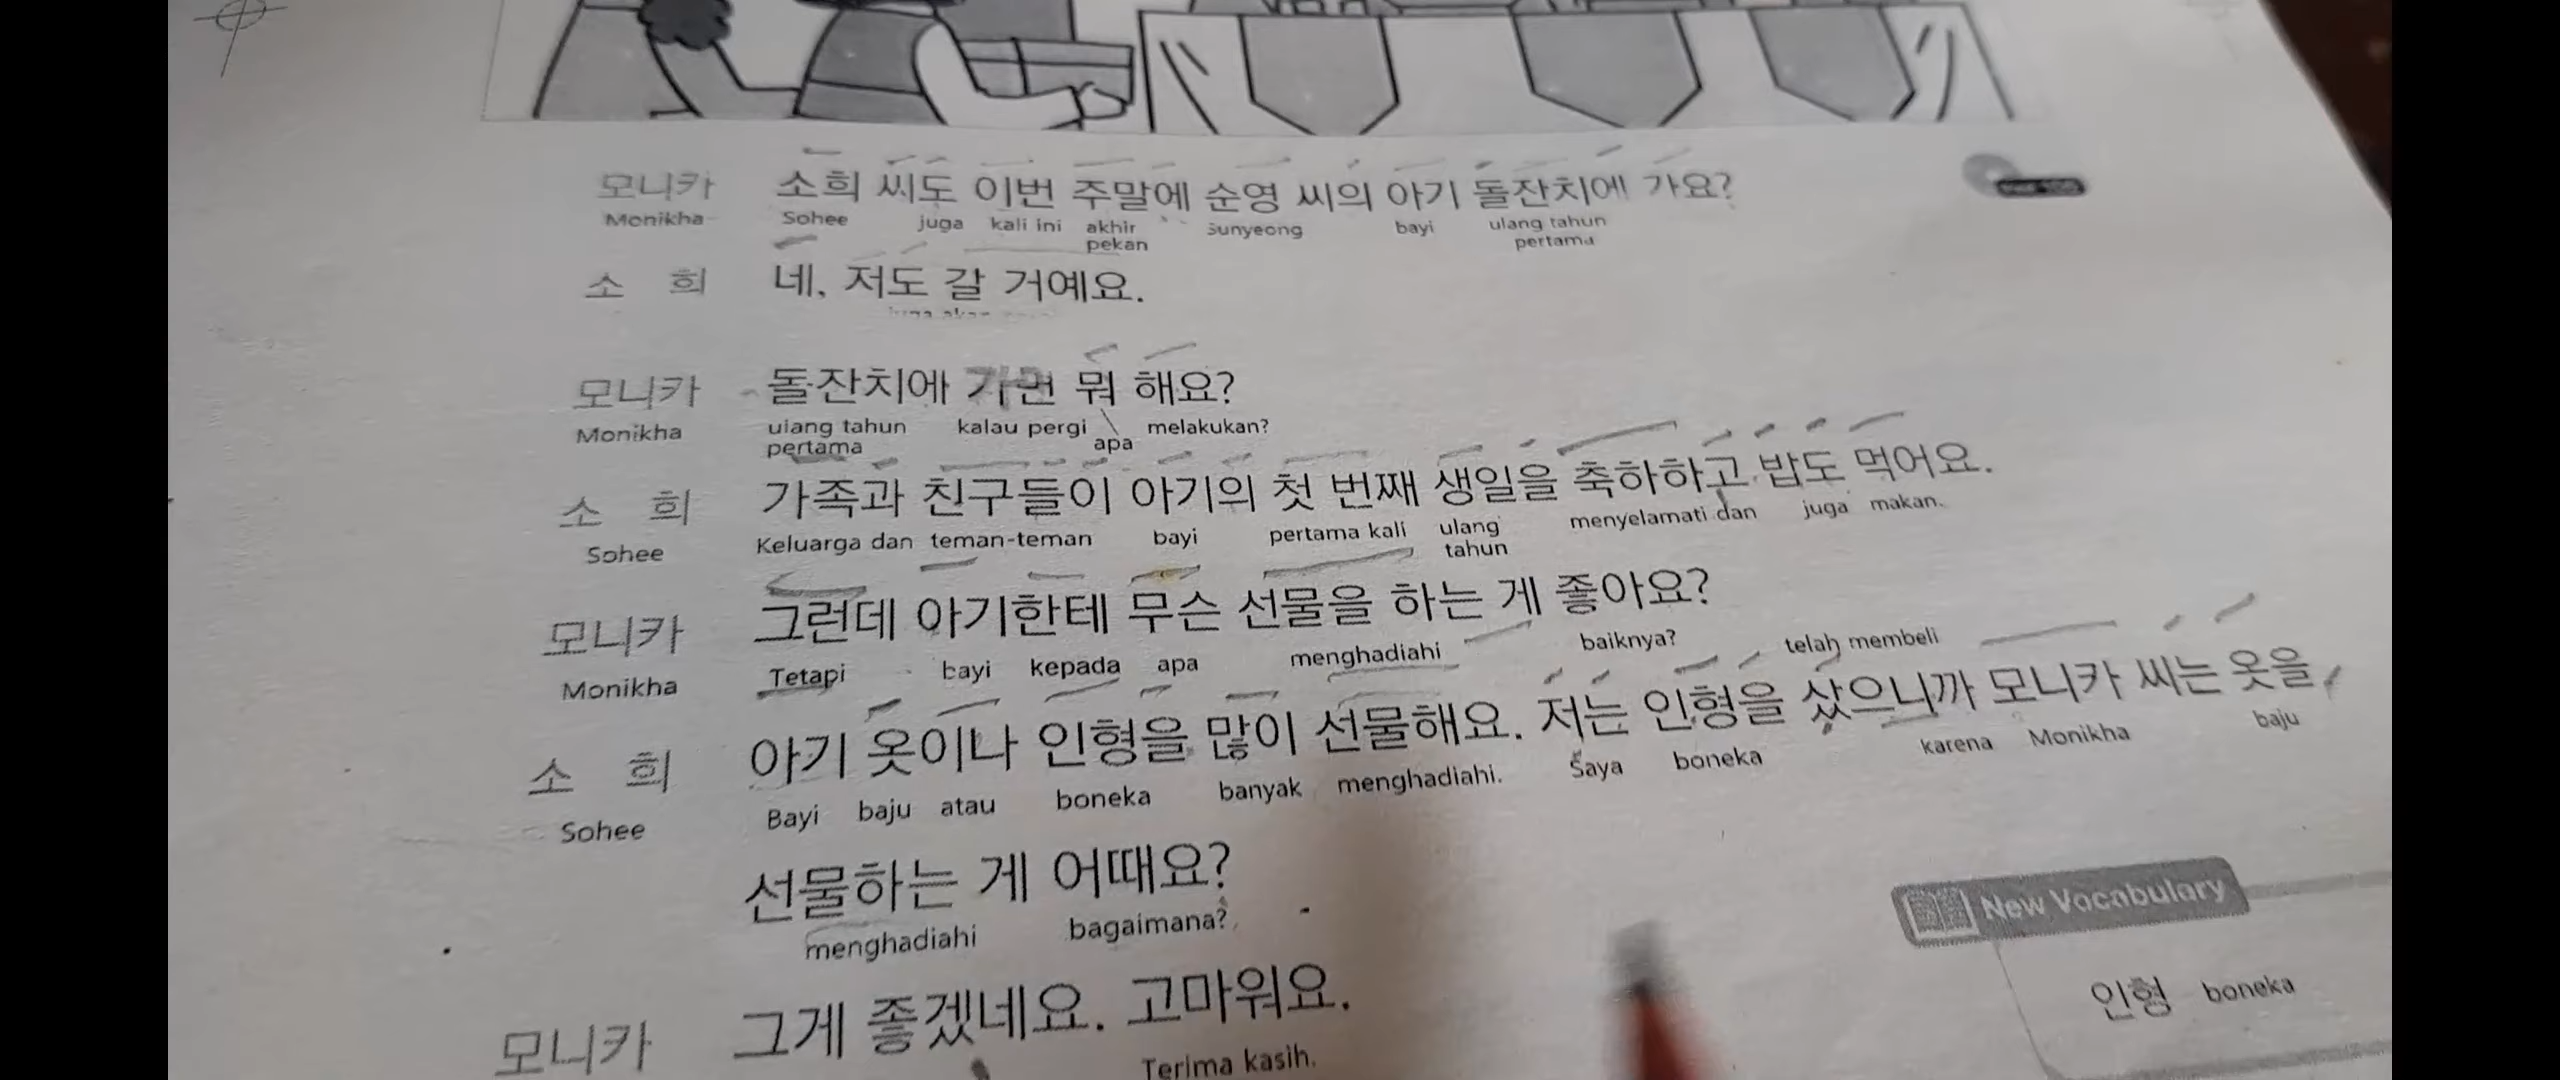 모니카 소희 씨도 이번 주말에 순영 씨의 아기 돌잔치에 가요?
Monikha Sohee juga kali ini akhir pekan Sunyeong bayi ulang tahun pertama
소 희 네, 저도 갈 거예요.
juga akan
모니카 돌잔치에 가면 뭐 해요?
Monikha ulang tahun pertama kalau pergi apa melakukan?
소 희 가족과 친구들이 아기의 첫 번째 생일을 축하하고 밥도 먹어요.
Sohee Keluarga dan teman-teman bayi pertama kali ulang tahun menyelamati dan juga makan.
모니카 그런데 아기한테 무슨 선물을 하는 게 좋아요?
Monikha Tetapi bayi kepada apa menghadiahi baiknya?
telah membeli
소 희 아기 옷이나 인형을 많이 선물해요. 저는 인형을 샀으니까 모니카 씨는 옷을
Sohee Bayi baju atau boneka banyak menghadiahi. Saya boneka karena Monikha baju
선물하는 게 어때요?
menghadiahi bagaimana?
New Vocabulary
인형 boneka
모니카 그게 좋겠네요. 고마워요.
Terima kasih.